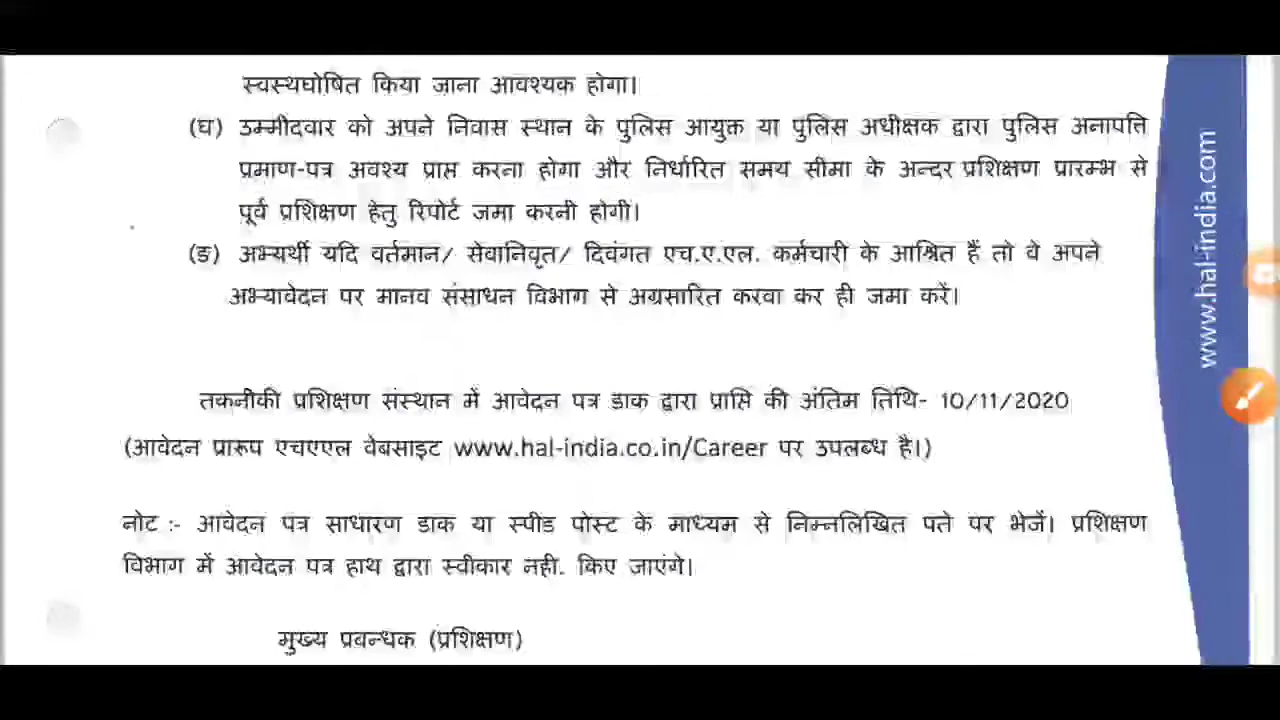 स्वस्थघोषित किया जाना आवश्यक होगा।
(घ) उम्मीदवार को अपने निवास स्थान के पुलिस आयुक्त या पुलिस अधीक्षक द्वारा पुलिस अनापत्ति
प्रमाण-पत्र अवश्य प्राप्त करना होगा और निर्धारित समय सीमा के अन्दर प्रशिक्षण प्रारम्भ से
पूर्व प्रशिक्षण हेतु रिपोर्ट जमा करनी होगी।
(ङ) अभ्यर्थी यदि वर्तमान/ सेवानिवृत/ दिवंगत एच.ए.एल. कर्मचारी के आश्रित हैं तो वे अपने
अभ्यावेदन पर मानव संसाधन विभाग से अग्रसारित करवा कर ही जमा करें।
तकनीकी प्रशिक्षण संस्थान में आवेदन पत्र डाक द्वारा प्राप्ति की अंतिम तिथि- 10/11/2020
(आवेदन प्रारूप एचएएल वेबसाइट www.hal-india.co.in/Career पर उपलब्ध है।)
नोट :- आवेदन पत्र साधारण डाक या स्पीड पोस्ट के माध्यम से निम्नलिखित पते पर भेजें। प्रशिक्षण
विभाग में आवेदन पत्र हाथ द्वारा स्वीकार नही. किए जाएंगे।
मुख्य प्रबन्धक (प्रशिक्षण)
www.hal-india.com